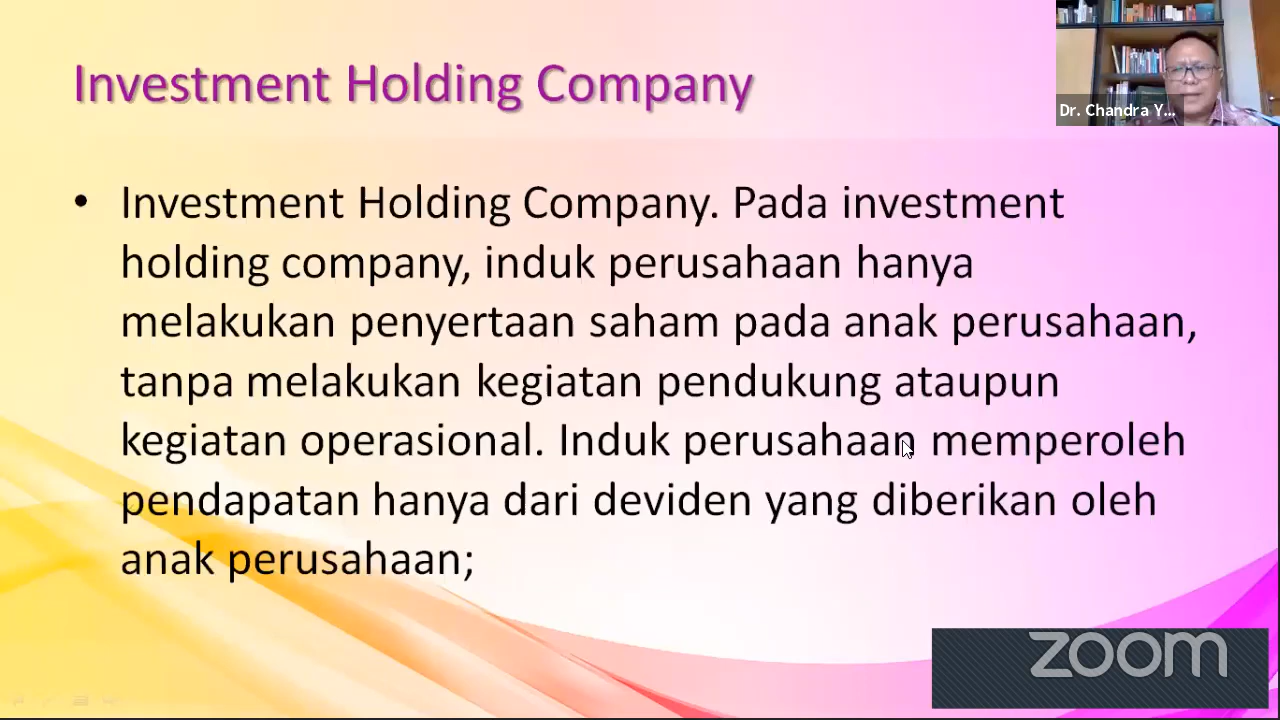 Investment Holding Company
Dr. Chandra Y...
• Investment Holding Company. Pada investment
holding company, induk perusahaan hanya
melakukan penyertaan saham pada anak perusahaan,
tanpa melakukan kegiatan pendukung ataupun
kegiatan operasional. Induk perusahaan memperoleh
pendapatan hanya dari deviden yang diberikan oleh
anak perusahaan;
zoom